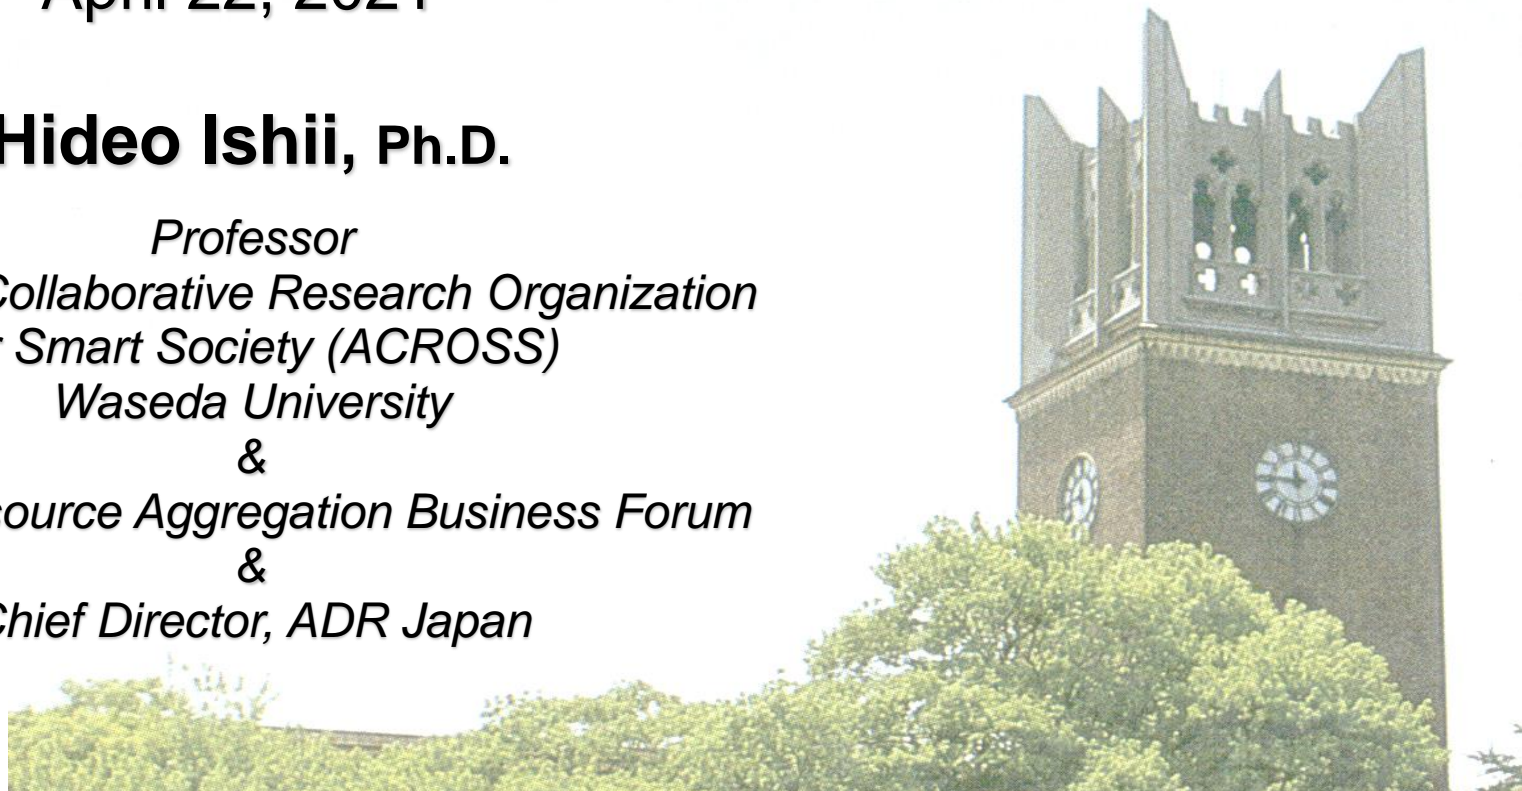 April 22, 2021
Hideo Ishii, Ph.D.
Professor
Collaborative Research Organization
Smart Society (ACROSS)
Waseda University
&
Aggregation Business Forum
&
Chief Director, ADR Japan